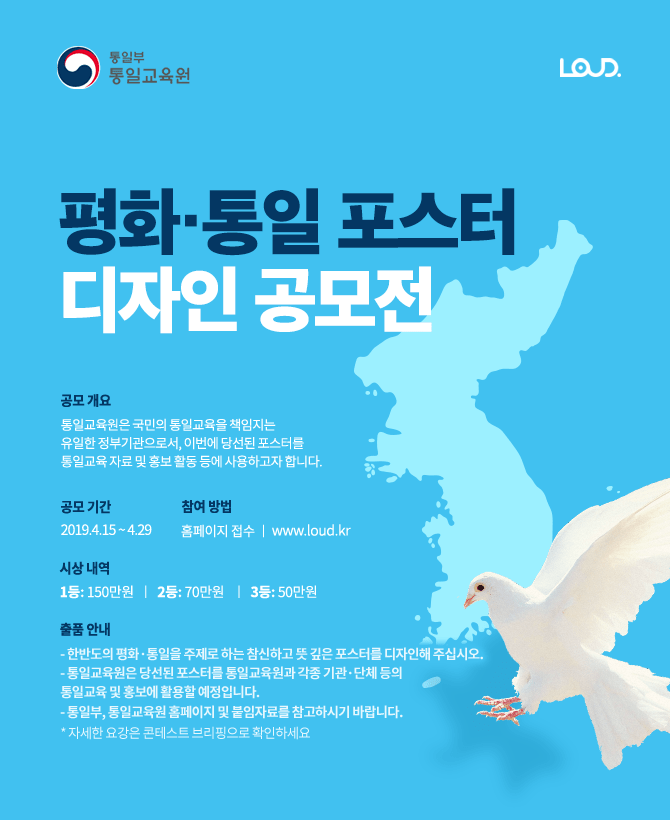 통일부
통일교육원
LOUD.
평화·통일 포스터
디자인 공모전
공모 개요
통일교육원은 국민의 통일교육을 책임지는
유일한 정부기관으로서, 이번에 당선된 포스터를
통일교육 자료 및 홍보 활동 등에 사용하고자 합니다.
공모 기간
2019.4.15 ~ 4.29
참여 방법
홈페이지 접수 | www.loud.kr
시상 내역
1등: 150만원 | 2등: 70만원 | 3등: 50만원
출품 안내
- 한반도의 평화·통일을 주제로 하는 참신하고 뜻 깊은 포스터를 디자인해 주십시오.
- 통일교육원은 당선된 포스터를 통일교육원과 각종 기관·단체 등의
통일교육 및 홍보에 활용할 예정입니다.
- 통일부, 통일교육원 홈페이지 및 붙임자료를 참고하시기 바랍니다.
* 자세한 요강은 콘테스트 브리핑으로 확인하세요